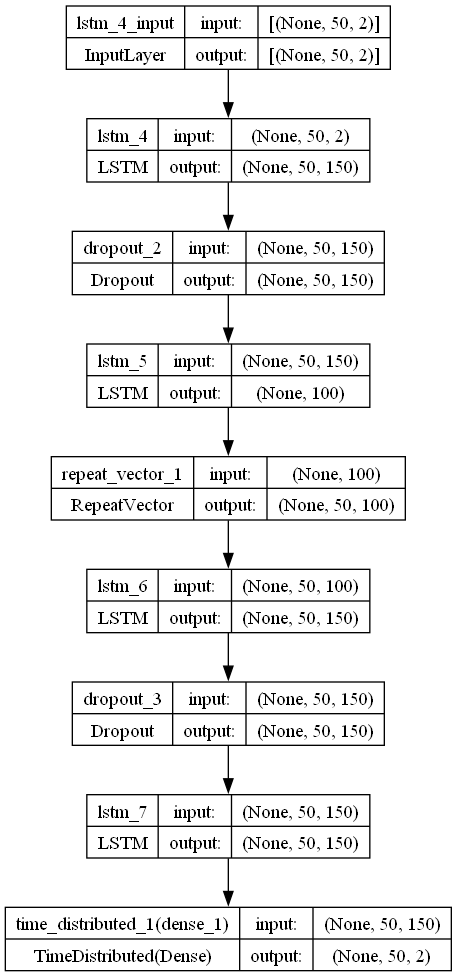 lstm_4_input input: [(None, 50, 2)]
InputLayer output: [(None, 50, 2)]
lstm_4 input: (None, 50, 2)
LSTM output: (None, 50, 150)
dropout_2 input: (None, 50, 150)
Dropout output: (None, 50, 150)
lstm_5 input: (None, 50, 150)
LSTM output: (None, 100)
repeat_vector_1 input: (None, 100)
RepeatVector output: (None, 50, 100)
lstm_6 input: (None, 50, 100)
LSTM output: (None, 50, 150)
dropout_3 input: (None, 50, 150)
Dropout output: (None, 50, 150)
lstm_7 input: (None, 50, 150)
LSTM output: (None, 50, 150)
time_distributed_1(dense_1) input: (None, 50, 150)
TimeDistributed(Dense) output: (None, 50, 2)